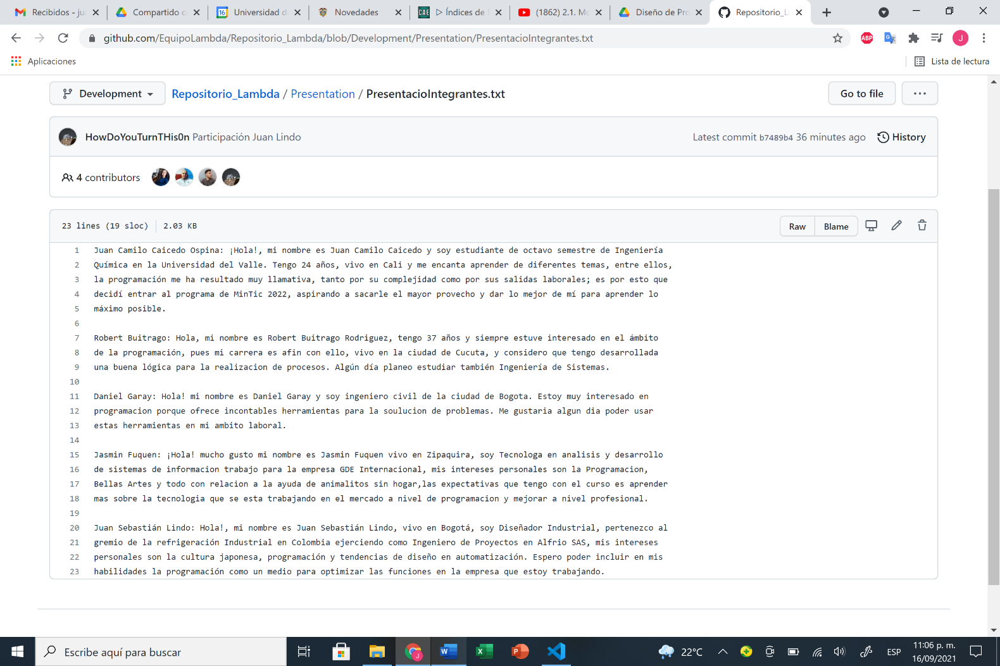 Recibidos - ju
Compartido c
16
Universidad d
Novedades
CAE
▷ Índices de
(1862) 2.1. Mo
Diseño de Pro
Repositorio_L
github.com/EquipoLambda/Repositorio_Lambda/blob/Development/Presentation/PresentacioIntegrantes.txt
ABP
J
Aplicaciones
Lista de lectura
Development
Repositorio_Lambda / Presentation / PresentacioIntegrantes.txt
Go to file
···
HowDoYouTurnTHis0n Participación Juan Lindo
Latest commit b7489b4 36 minutes ago
History
4 contributors
23 lines (19 sloc)
2.03 KB
Raw
Blame
1 Juan Camilo Caicedo Ospina: ¡Hola!, mi nombre es Juan Camilo Caicedo y soy estudiante de octavo semestre de Ingeniería
2 Química en la Universidad del Valle. Tengo 24 años, vivo en Cali y me encanta aprender de diferentes temas, entre ellos,
3 la programación me ha resultado muy llamativa, tanto por su complejidad como por sus salidas laborales; es por esto que
4 decidí entrar al programa de MinTic 2022, aspirando a sacarle el mayor provecho y dar lo mejor de mí para aprender lo
5 máximo posible.
6
7 Robert Buitrago: Hola, mi nombre es Robert Buitrago Rodriguez, tengo 37 años y siempre estuve interesado en el ámbito
8 de la programación, pues mi carrera es afin con ello, vivo en la ciudad de Cucuta, y considero que tengo desarrollada
9 una buena lógica para la realizacion de procesos. Algún día planeo estudiar también Ingeniería de Sistemas.
10
11 Daniel Garay: Hola! mi nombre es Daniel Garay y soy ingeniero civil de la ciudad de Bogota. Estoy muy interesado en
12 programacion porque ofrece incontables herramientas para la soulucion de problemas. Me gustaria algun dia poder usar
13 estas herramientas en mi ambito laboral.
14
15 Jasmin Fuquen: ¡Hola! mucho gusto mi nombre es Jasmin Fuquen vivo en Zipaquira, soy Tecnologa en analisis y desarrollo
16 de sistemas de informacion trabajo para la empresa GDE Internacional, mis intereses personales son la Programacion,
17 Bellas Artes y todo con relacion a la ayuda de animalitos sin hogar,las expectativas que tengo con el curso es aprender
18 mas sobre la tecnologia que se esta trabajando en el mercado a nivel de programacion y mejorar a nivel profesional.
19
20 Juan Sebastián Lindo: Hola!, mi nombre es Juan Sebastián Lindo, vivo en Bogotá, soy Diseñador Industrial, pertenezco al
21 gremio de la refrigeración Industrial en Colombia ejerciendo como Ingeniero de Proyectos en Alfrio SAS, mis intereses
22 personales son la cultura japonesa, programación y tendencias de diseño en automatización. Espero poder incluir en mis
23 habilidades la programación como un medio para optimizar las funciones en la empresa que estoy trabajando.
Escribe aquí para buscar
22°C
ESP
11:06 p. m.
16/09/2021